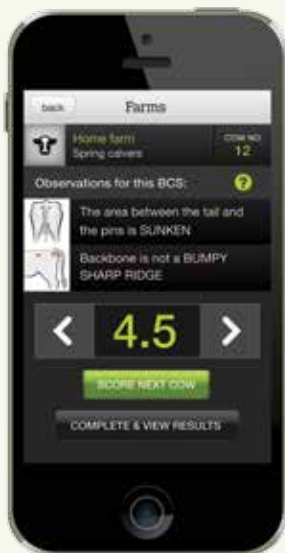 back
Farms
Home farm
Spring calvers
COW NO
12
Observations for this BCS:
?
The area between the tail and
the pins is SUNKEN
Backbone is not a BUMPY
SHARP RIDGE
4.5
SCORE NEXT COW
COMPLETE & VIEW RESULTS